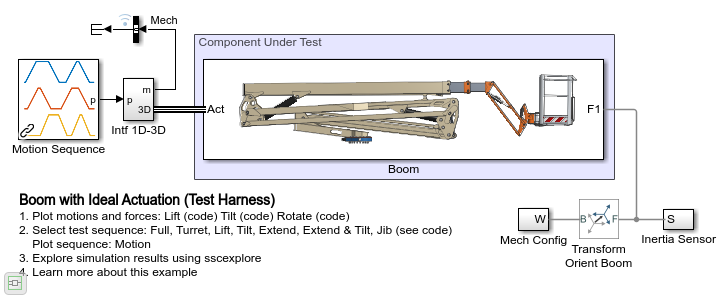 Mech
Component Under Test
p
p
m
3D
Act
F1
Intf 1D-3D
Motion Sequence
Boom
Boom with Ideal Actuation (Test Harness)
1. Plot motions and forces: Lift (code) Tilt (code) Rotate (code)
2. Select test sequence: Full, Turret, Lift, Tilt, Extend, Extend & Tilt, Jib (see code)
Plot sequence: Motion
3. Explore simulation results using sscexplore
4. Learn more about this example
W
B
F
S
Mech Config
Transform
Orient Boom
Inertia Sensor